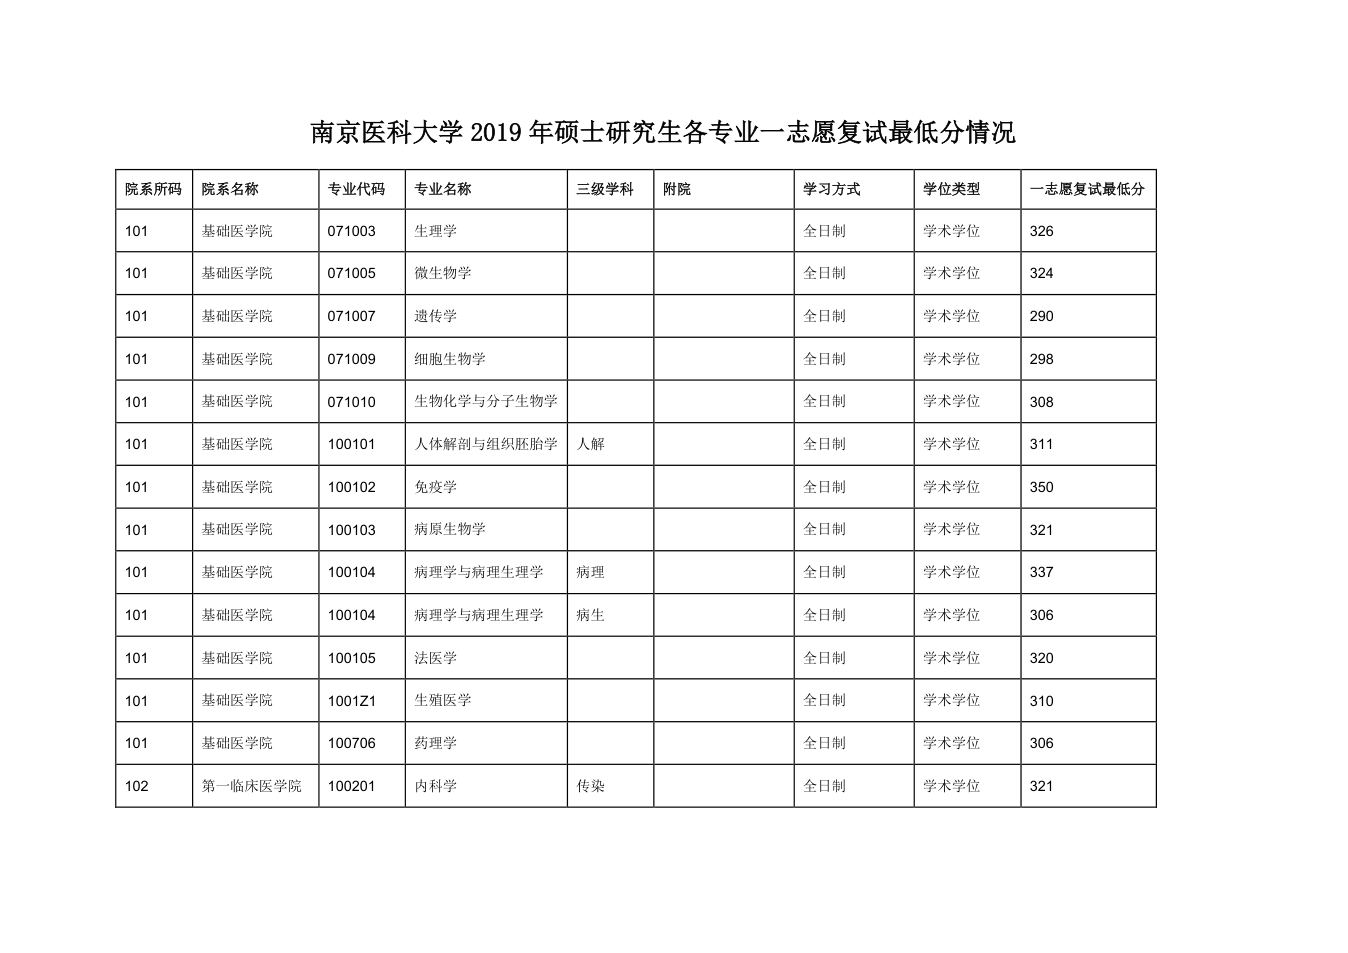 南京医科大学 2019 年硕士研究生各专业一志愿复试最低分情况
院系所码 院系名称 专业代码 专业名称 三级学科 附院 学习方式 学位类型 一志愿复试最低分
101 基础医学院 071003 生理学 全日制 学术学位 326
101 基础医学院 071005 微生物学 全日制 学术学位 324
101 基础医学院 071007 遗传学 全日制 学术学位 290
101 基础医学院 071009 细胞生物学 全日制 学术学位 298
101 基础医学院 071010 生物化学与分子生物学 全日制 学术学位 308
101 基础医学院 100101 人体解剖与组织胚胎学 人解 全日制 学术学位 311
101 基础医学院 100102 免疫学 全日制 学术学位 350
101 基础医学院 100103 病原生物学 全日制 学术学位 321
101 基础医学院 100104 病理学与病理生理学 病理 全日制 学术学位 337
101 基础医学院 100104 病理学与病理生理学 病生 全日制 学术学位 306
101 基础医学院 100105 法医学 全日制 学术学位 320
101 基础医学院 1001Z1 生殖医学 全日制 学术学位 310
101 基础医学院 100706 药理学 全日制 学术学位 306
102 第一临床医学院 100201 内科学 传染 全日制 学术学位 321